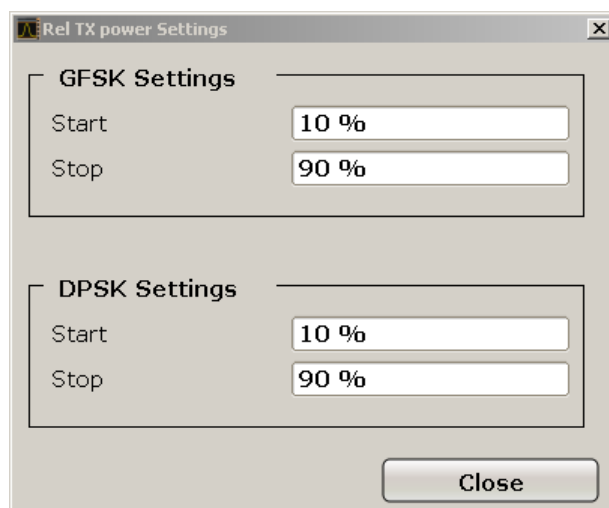 Rel TX power Settings
GFSK Settings
Start 10 %
Stop 90 %
DPSK Settings
Start 10 %
Stop 90 %
Close